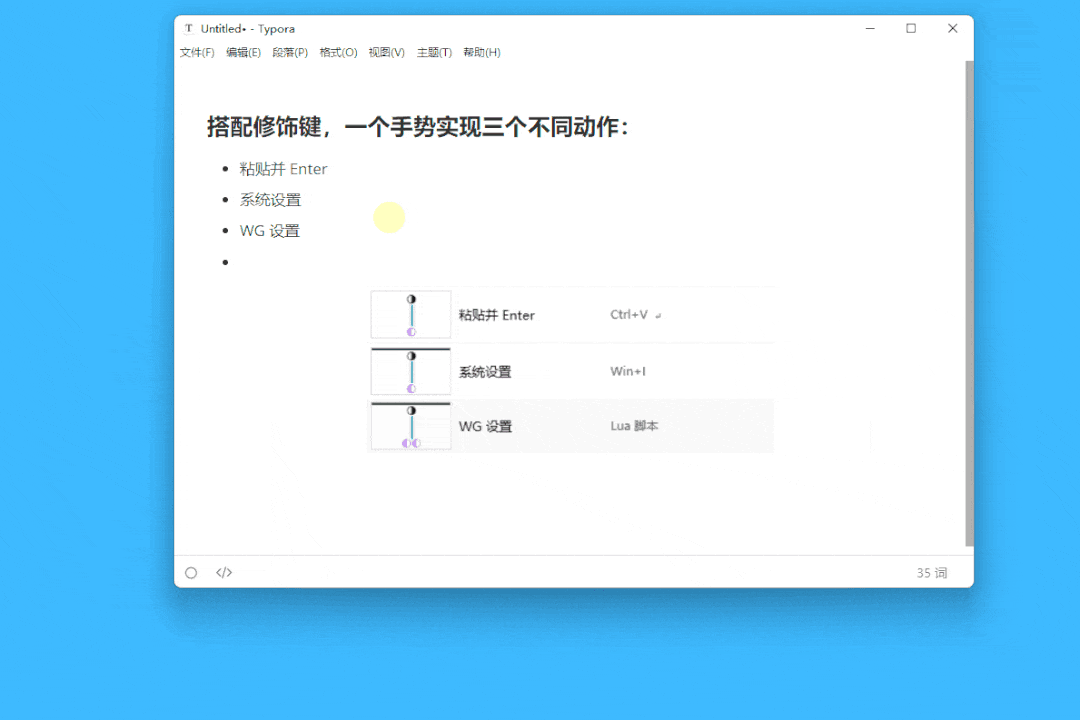 T Untitled• - Typora
文件(F) 编辑(E) 段落(P) 格式(O) 视图(V) 主题(T) 帮助(H)
搭配修饰键，一个手势实现三个不同动作：
• 粘贴并 Enter
• 系统设置
• WG 设置
•
粘贴并 Enter Ctrl+V ↲
系统设置 Win+I
WG 设置 Lua 脚本
</> 35 词